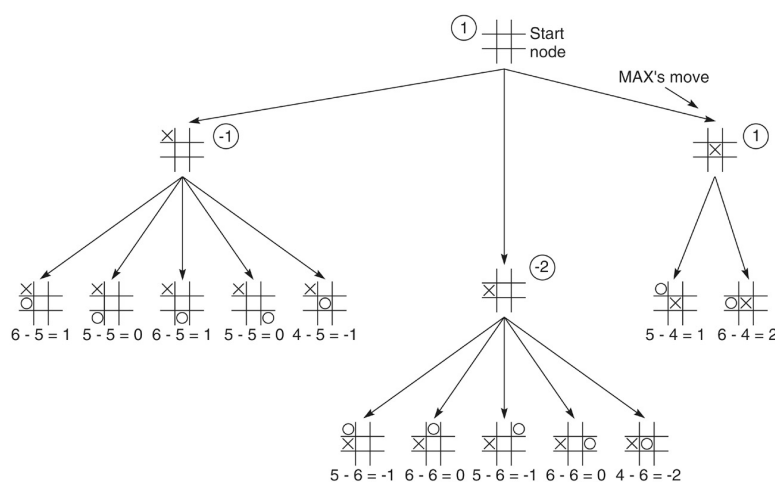 1
Start
node
MAX's move
-1
1
-2
6 - 5 = 1 5 - 5 = 0 6 - 5 = 1 5 - 5 = 0 4 - 5 = -1
5 - 4 = 1 6 - 4 = 2
5 - 6 = -1 6 - 6 = 0 5 - 6 = -1 6 - 6 = 0 4 - 6 = -2